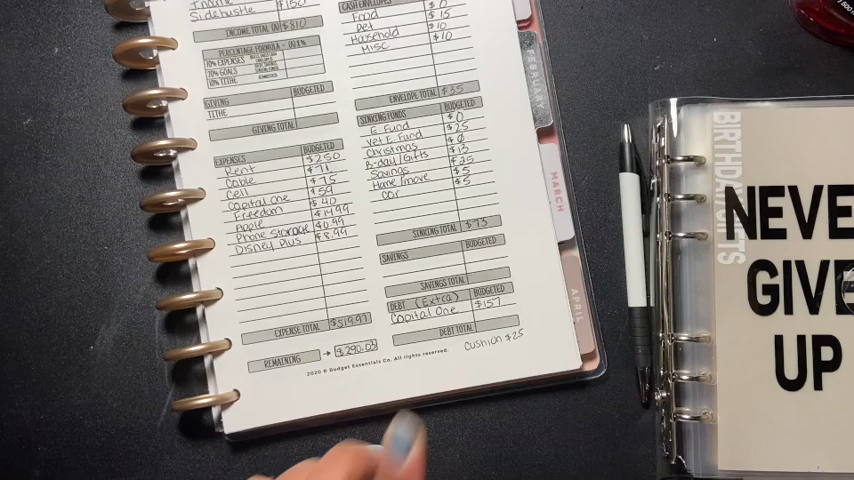 Income
Sidehustle $150
INCOME TOTAL (A) $810
PERCENTAGE FORMULA - (A)%
70% EXPENSES
20% GOALS
10% TITHE
GIVING BUDGETED
TITHE
GIVING TOTAL
EXPENSES BUDGETED
Rent $250
Cable $71
Cell $75
Capital One $59
Freedom $40
Apple $14.99
Phone Storage $0.99
Disney Plus $8.99
EXPENSE TOTAL $519.97
REMAINING → $290.03
CASH ENVELOPES
Food $0
Pet $15
Household $10
Misc $10
ENVELOPE TOTAL $35
SINKING FUNDS BUDGETED
E. Fund $0
Vet E. Fund $25
Christmas $0
B-day/Gifts $13
Savings $25
Home/move $5
Car $5
SINKING TOTAL $73
SAVINGS BUDGETED
SAVINGS TOTAL
DEBT (Extra) BUDGETED
Capital One $157
DEBT TOTAL
Cushion $25
2020 © Budget Essentials Co. All rights reserved.
FEBRUARY
MARCH
APRIL
BIRTHDAY/GIFTS
NEVER
GIVE
UP